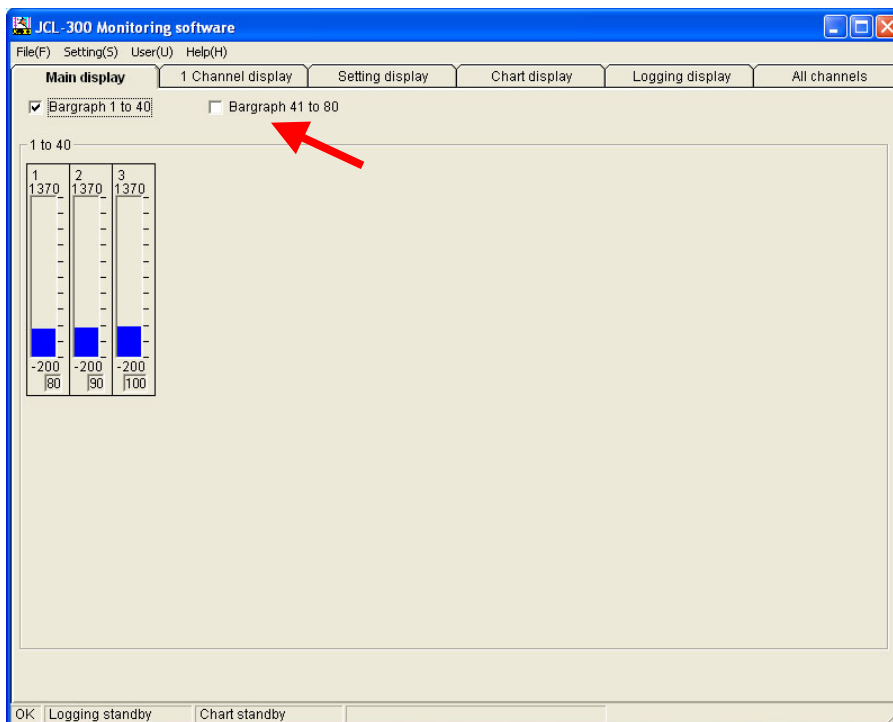 JCL-300 Monitoring software
File(F) Setting(S) User(U) Help(H)
Main display 1 Channel display Setting display Chart display Logging display All channels
Bargraph 1 to 40 Bargraph 41 to 80
1 to 40
1 2 3
1370 1370 1370
-200 -200 -200
80 90 100
OK Logging standby Chart standby